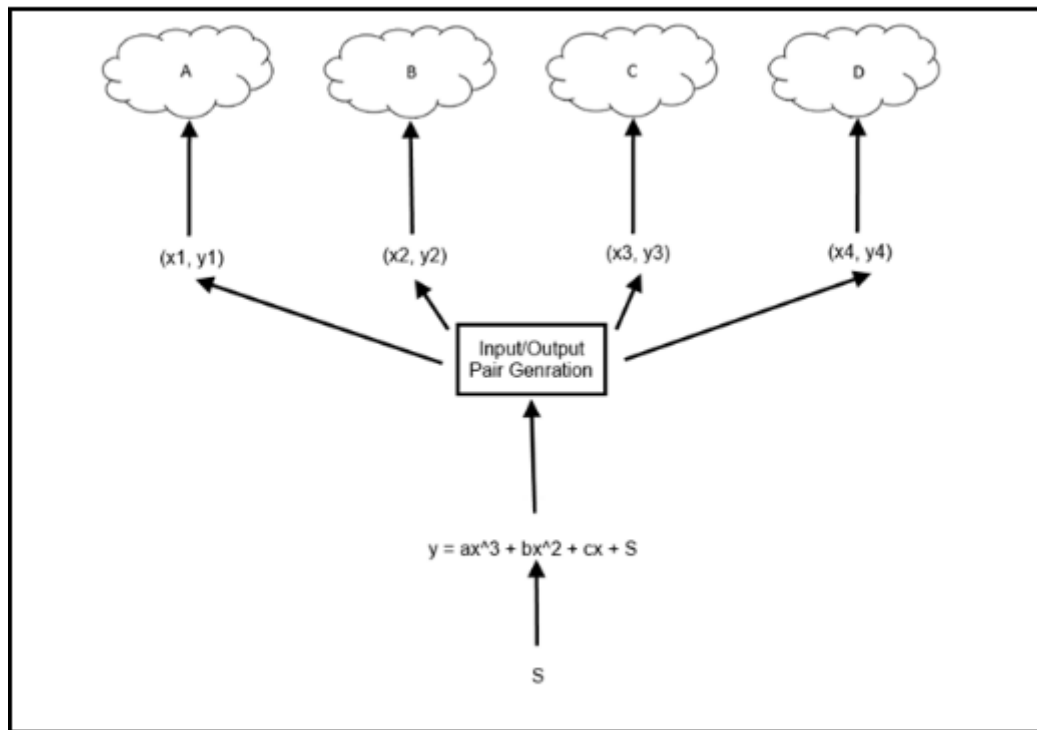 A
B
C
D
(x1, y1)
(x2, y2)
(x3, y3)
(x4, y4)
Input/Output
Pair Genration
y = ax^3 + bx^2 + cx + S
S